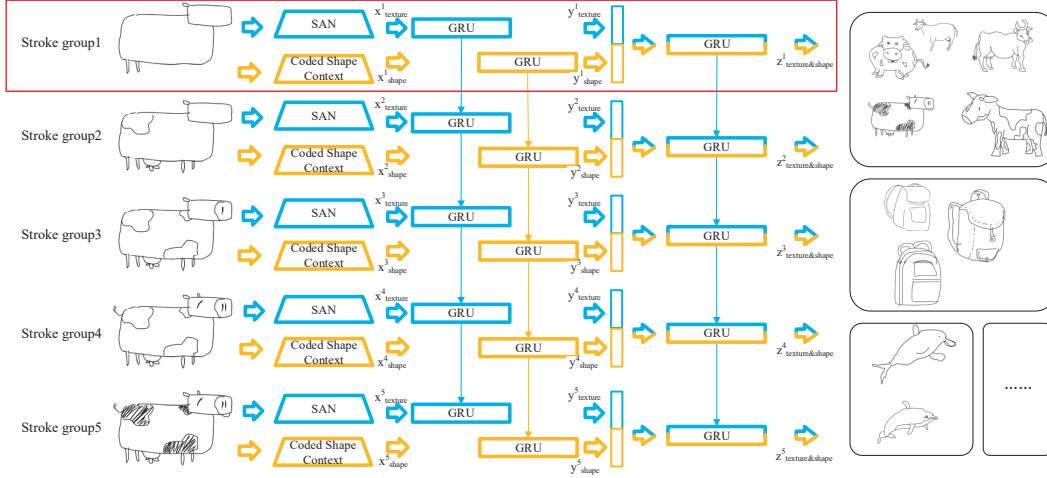 Stroke group1
SAN
x1texture
GRU
y1texture
Coded Shape
Context
x1shape
GRU
y1shape
GRU
z1texture&shape
Stroke group2
SAN
x2texture
GRU
y2texture
Coded Shape
Context
x2shape
GRU
y2shape
GRU
z2texture&shape
Stroke group3
SAN
x3texture
GRU
y3texture
Coded Shape
Context
x3shape
GRU
y3shape
GRU
z3texture&shape
Stroke group4
SAN
x4texture
GRU
y4texture
Coded Shape
Context
x4shape
GRU
y4shape
GRU
z4texture&shape
Stroke group5
SAN
x5texture
GRU
y5texture
Coded Shape
Context
x5shape
GRU
y5shape
GRU
z5texture&shape
......